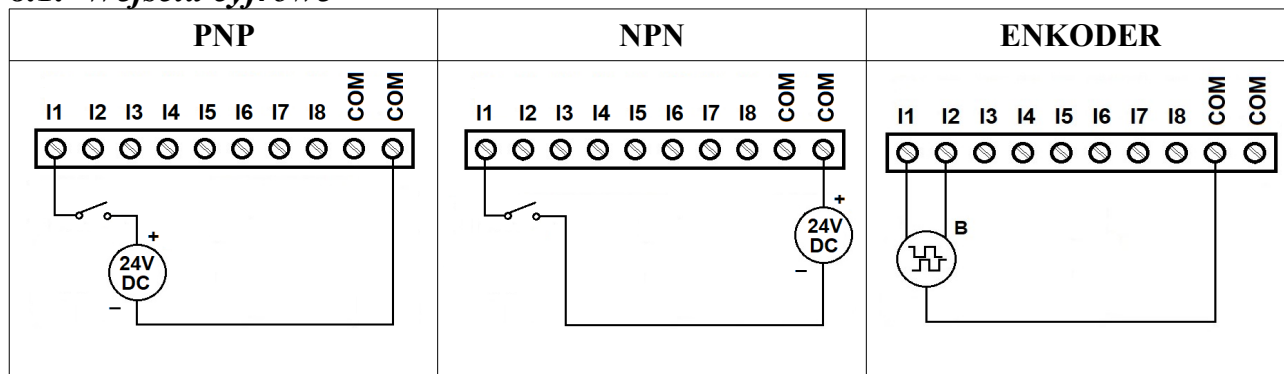 PNP
NPN
ENKODER
I1 I2 I3 I4 I5 I6 I7 I8 COM COM
+
24V
DC
–
I1 I2 I3 I4 I5 I6 I7 I8 COM COM
+
24V
DC
–
I1 I2 I3 I4 I5 I6 I7 I8 COM COM
B